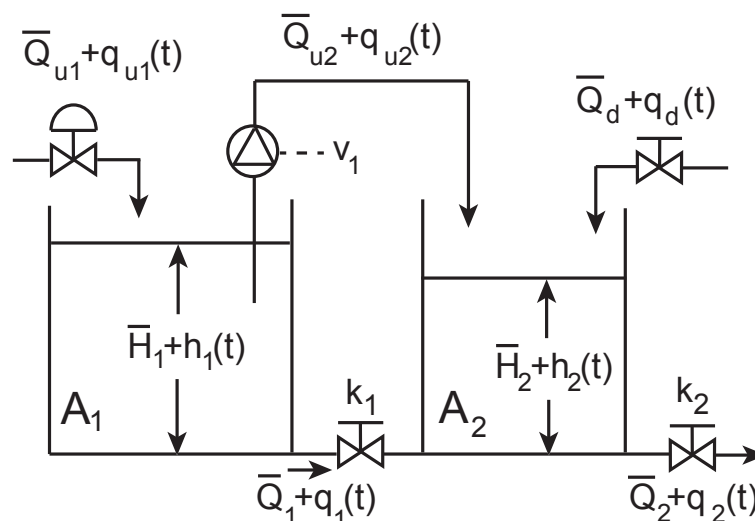 Q̅u1+qu1(t)
Q̅u2+qu2(t)
Q̅d+qd(t)
v1
H̅1+h1(t)
H̅2+h2(t)
A1
k1
A2
k2
Q̅1+q1(t)
Q̅2+q2(t)